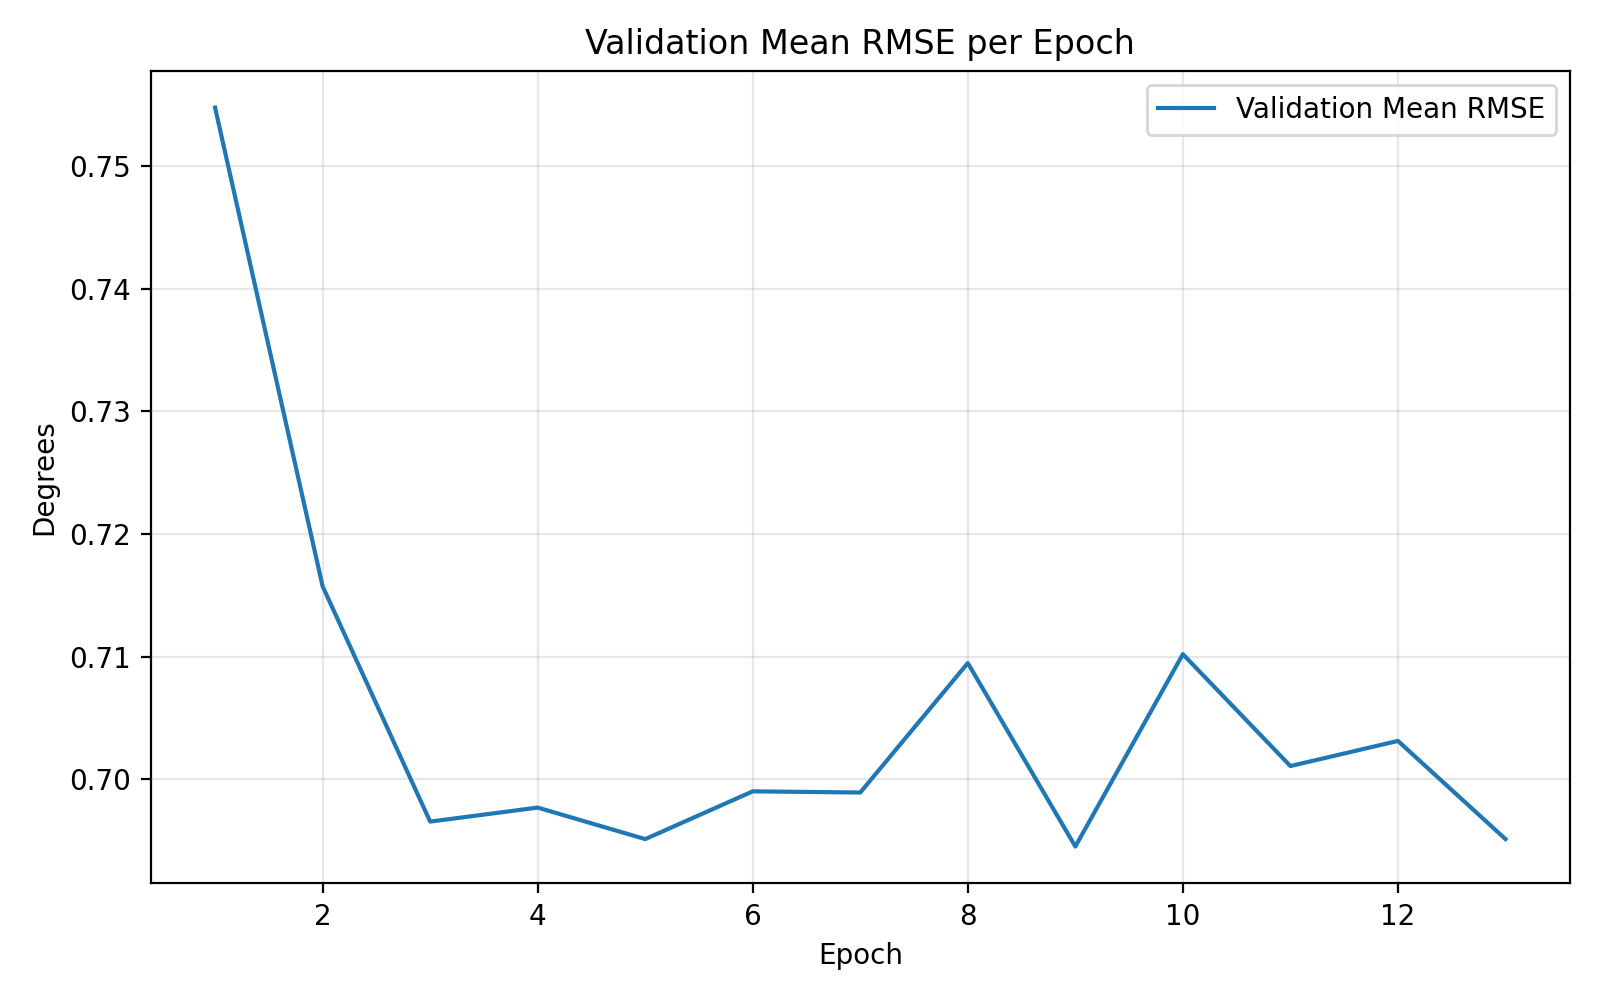 Validation Mean RMSE per Epoch
Validation Mean RMSE
0.75
0.74
0.73
0.72
0.71
0.70
Degrees
2 4 6 8 10 12
Epoch